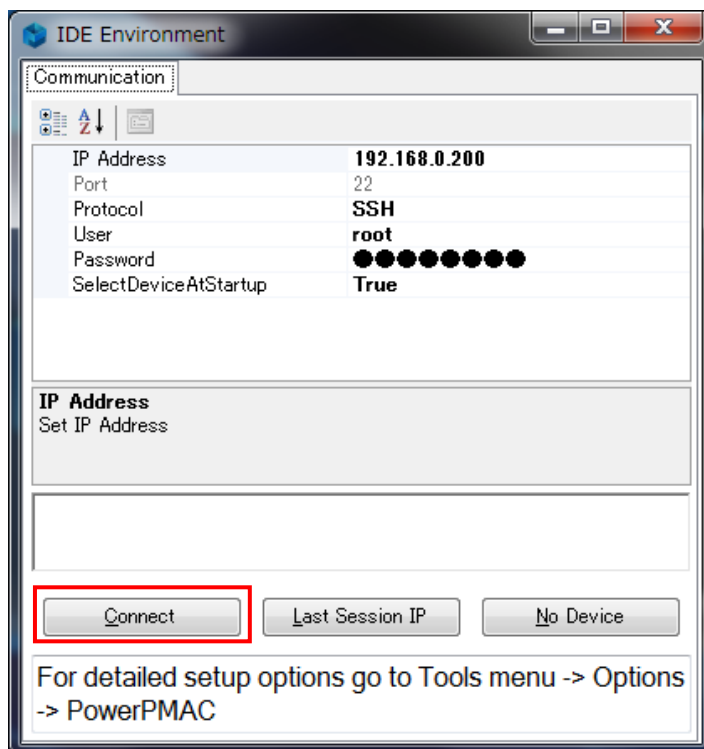 IDE Environment
Communication
IP Address 192.168.0.200
Port 22
Protocol SSH
User root
Password ●●●●●●●●
SelectDeviceAtStartup True
IP Address
Set IP Address
Connect Last Session IP No Device
For detailed setup options go to Tools menu -> Options
-> PowerPMAC